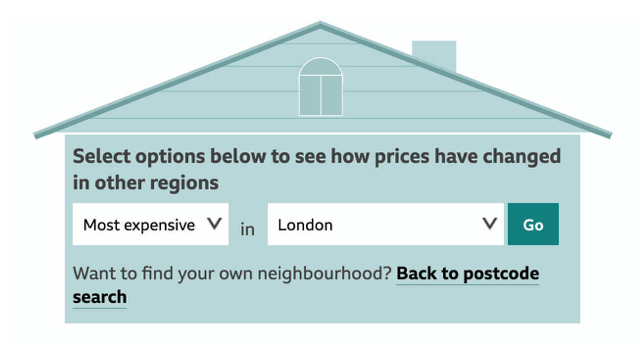 Select options below to see how prices have changed
in other regions
Most expensive in London Go
Want to find your own neighbourhood? Back to postcode
search